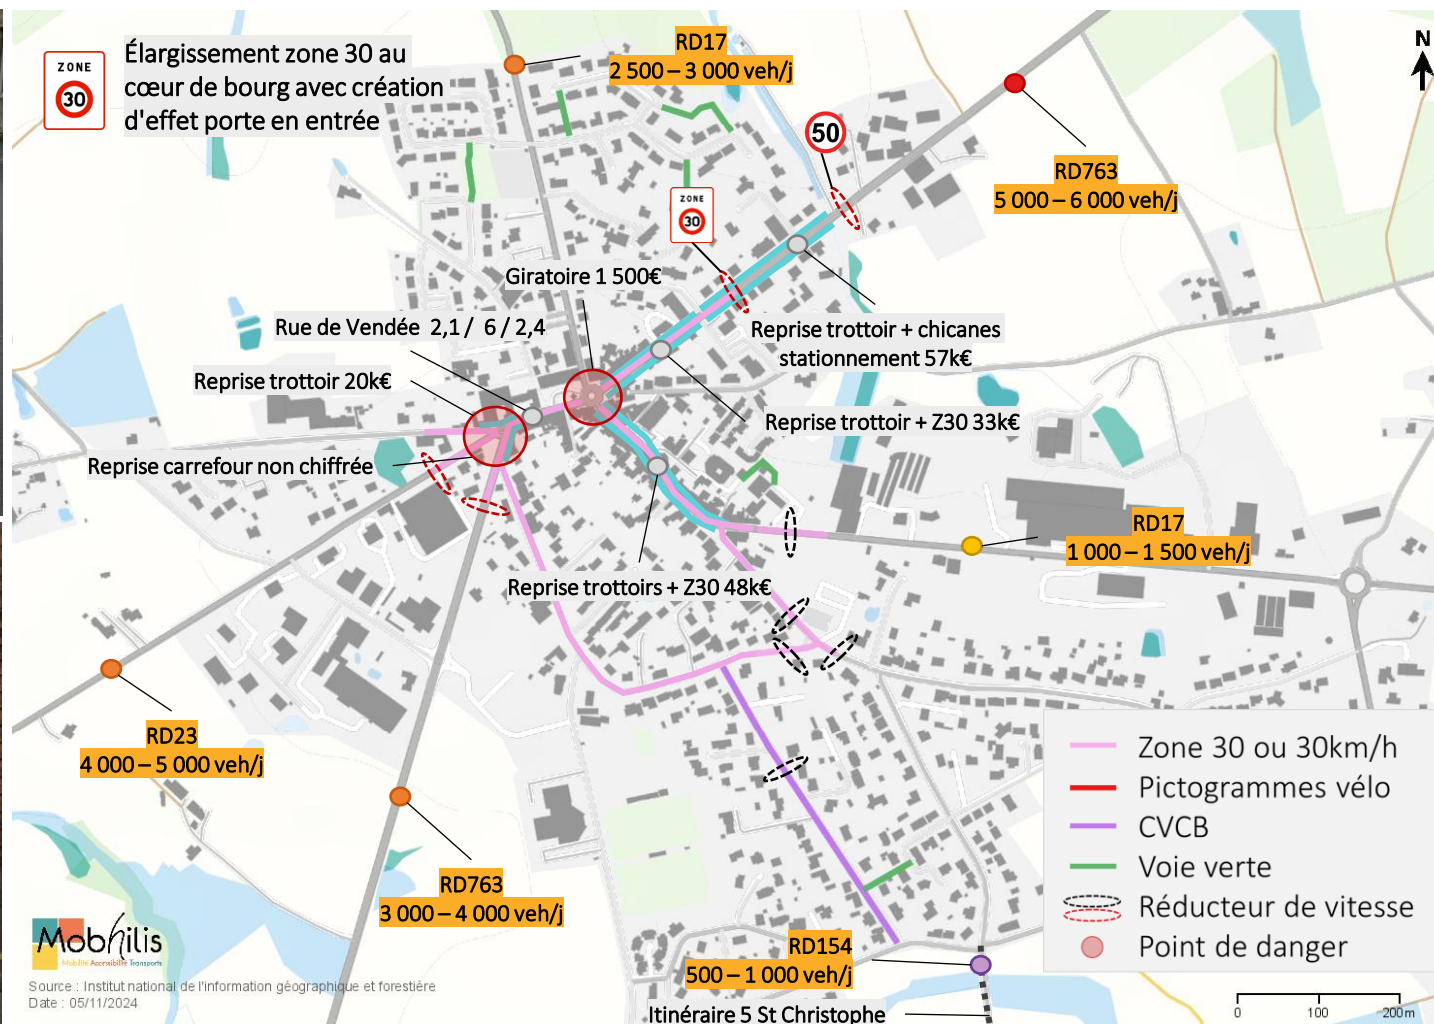 ZONE
30
Élargissement zone 30 au
cœur de bourg avec création
d'effet porte en entrée
RD17
2 500 – 3 000 veh/j
N
50
RD763
5 000 – 6 000 veh/j
ZONE
30
Giratoire 1 500€
Rue de Vendée 2,1 / 6 / 2,4
Reprise trottoir + chicanes
stationnement 57k€
Reprise trottoir 20k€
Reprise trottoir + Z30 33k€
Reprise carrefour non chiffrée
RD17
1 000 – 1 500 veh/j
Reprise trottoirs + Z30 48k€
RD23
4 000 – 5 000 veh/j
RD763
3 000 – 4 000 veh/j
RD154
500 – 1 000 veh/j
Itinéraire 5 St Christophe
Zone 30 ou 30km/h
Pictogrammes vélo
CVCB
Voie verte
Réducteur de vitesse
Point de danger
Mobhilis
Mobilité Accessibilité Transports
Source : Institut national de l'information géographique et forestière
Date : 05/11/2024
0 100 200 m